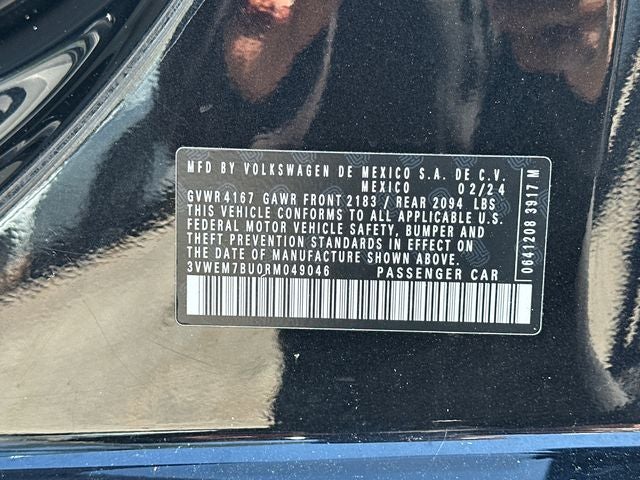 MFD BY VOLKSWAGEN DE MEXICO S.A. DE C.V.
MEXICO 02/24
GVWR 4167 GAWR FRONT 2183 / REAR 2094 LBS
THIS VEHICLE CONFORMS TO ALL APPLICABLE U.S.
FEDERAL MOTOR VEHICLE SAFETY, BUMPER AND
THEFT PREVENTION STANDARDS IN EFFECT ON
THE DATE OF MANUFACTURE SHOWN ABOVE.
3VWEM7BU0RM049046 PASSENGER CAR
0641208 3917 M